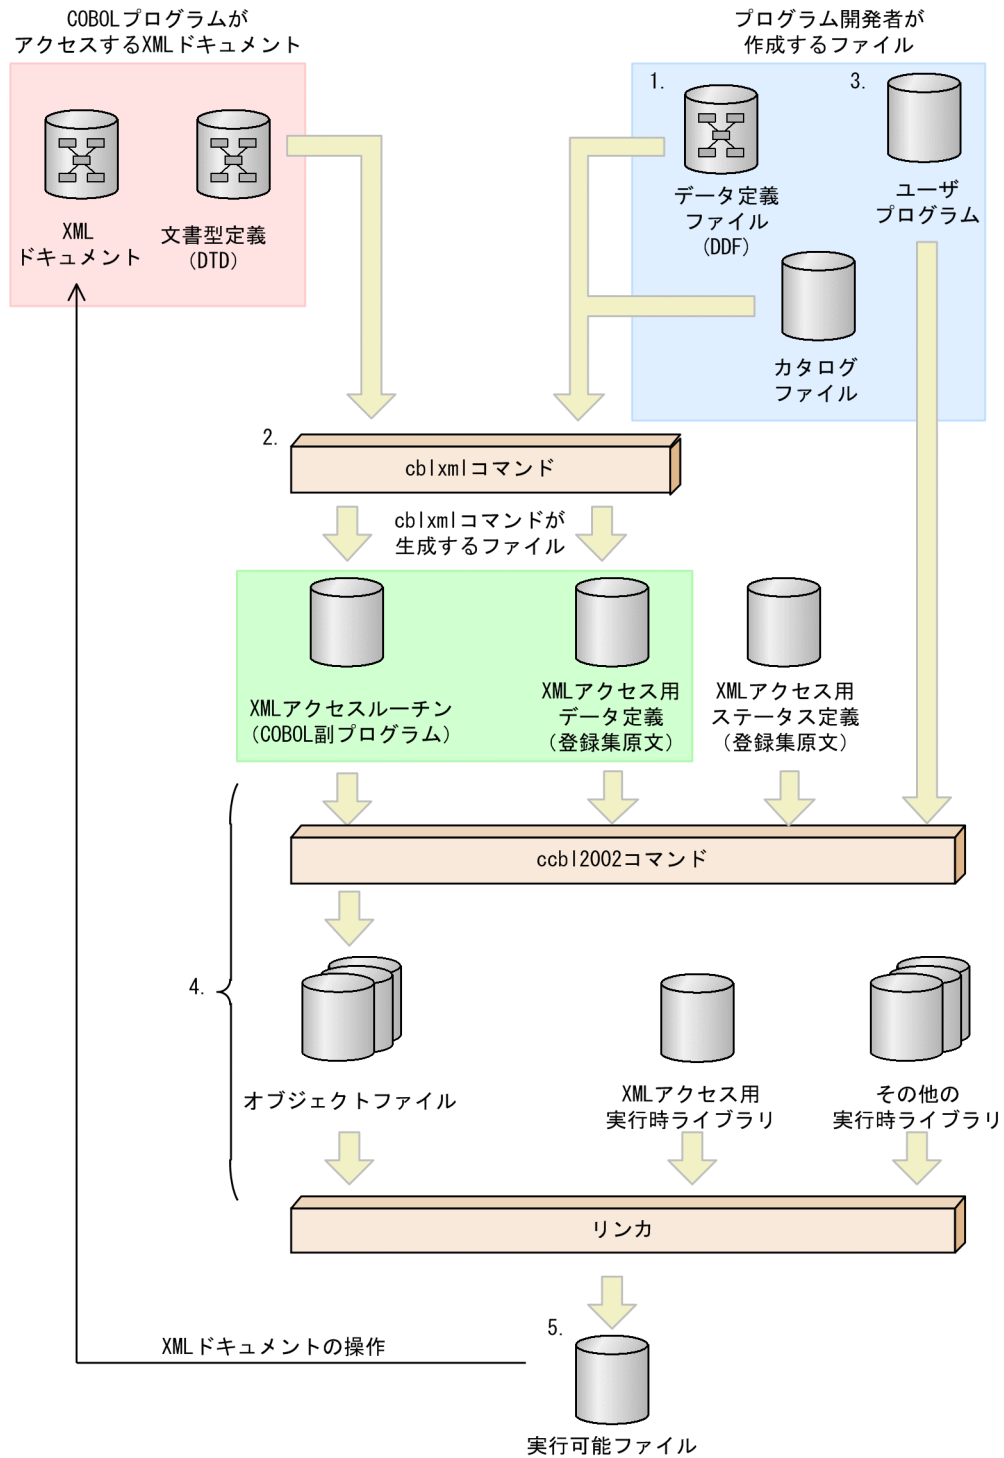 COBOLプログラムが
アクセスするXMLドキュメント
プログラム開発者が
作成するファイル
1.
3.
XML
ドキュメント
文書型定義
(DTD)
データ定義
ファイル
(DDF)
ユーザ
プログラム
カタログ
ファイル
2.
cblxmlコマンド
cblxmlコマンドが
生成するファイル
XMLアクセスルーチン
(COBOL副プログラム)
XMLアクセス用
データ定義
(登録集原文)
XMLアクセス用
ステータス定義
(登録集原文)
ccbl2002コマンド
4.
オブジェクトファイル
XMLアクセス用
実行時ライブラリ
その他の
実行時ライブラリ
リンカ
5.
XMLドキュメントの操作
実行可能ファイル